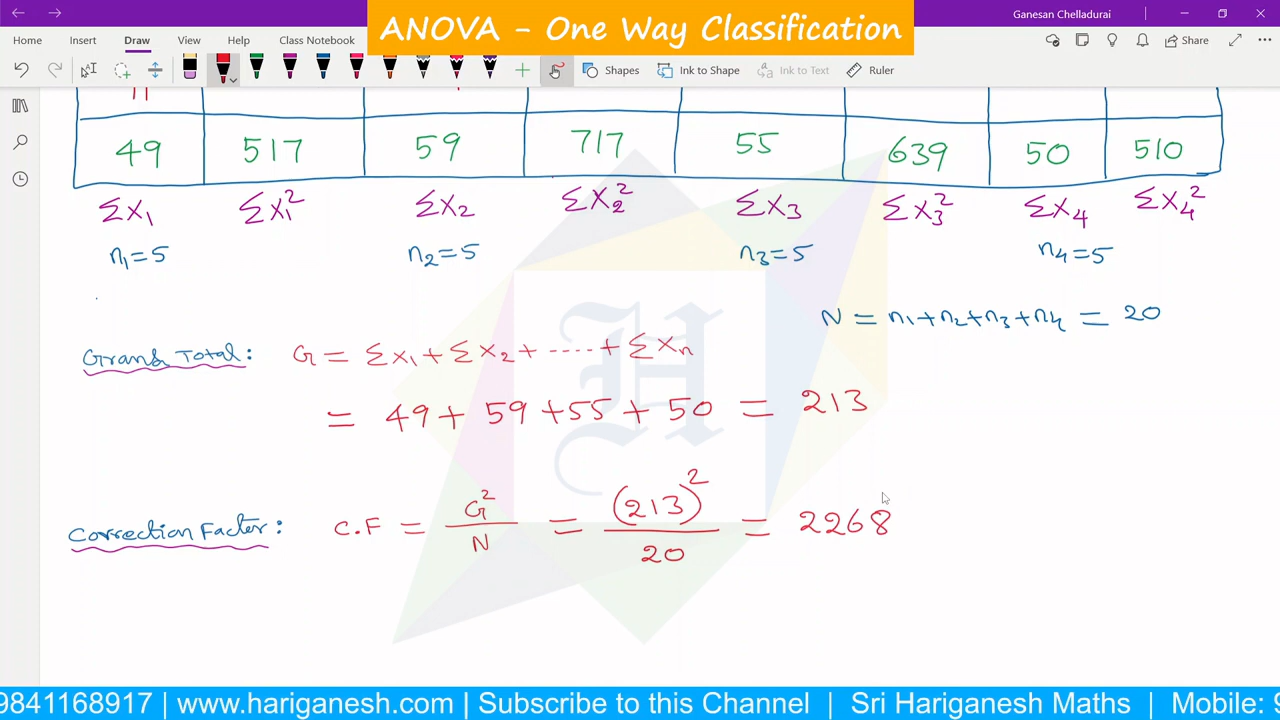 ANOVA - One Way Classification
Ganesan Chelladurai
Home Insert Draw View Help Class Notebook Share
Shapes Ink to Shape Ink to Text Ruler
11
49 517 59 717 55 639 50 510
ΣX₁ ΣX₁² ΣX₂ ΣX₂² ΣX₃ ΣX₃² ΣX₄ ΣX₄²
n₁=5 n₂=5 n₃=5 n₄=5
N = n₁+n₂+n₃+n₄ = 20
Grand Total: G = ΣX₁ + ΣX₂ + ..... + ΣXn
= 49 + 59 + 55 + 50 = 213
Correction Factor: C.F = G²/N = (213)²/20 = 2268
H
9841168917 | www.hariganesh.com | Subscribe to this Channel | Sri Hariganesh Maths | Mobile: 9